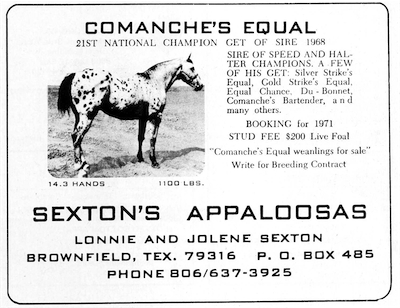 COMANCHE'S EQUAL
21ST NATIONAL CHAMPION GET OF SIRE 1968
SIRE OF SPEED AND HAL-
TER CHAMPIONS. A FEW
OF HIS GET: Silver Strike's
Equal, Gold Strike's Equal,
Equal Chance, Du-Bonnet,
Comanche's Bartender, and
many others.
BOOKING for 1971
STUD FEE $200 Live Foal
"Comanche's Equal weanlings for sale"
Write for Breeding Contract
14.3 HANDS 1100 LBS.
SEXTON'S APPALOOSAS
LONNIE AND JOLENE SEXTON
BROWNFIELD, TEX. 79316 P. O. BOX 485
PHONE 806/637-3925